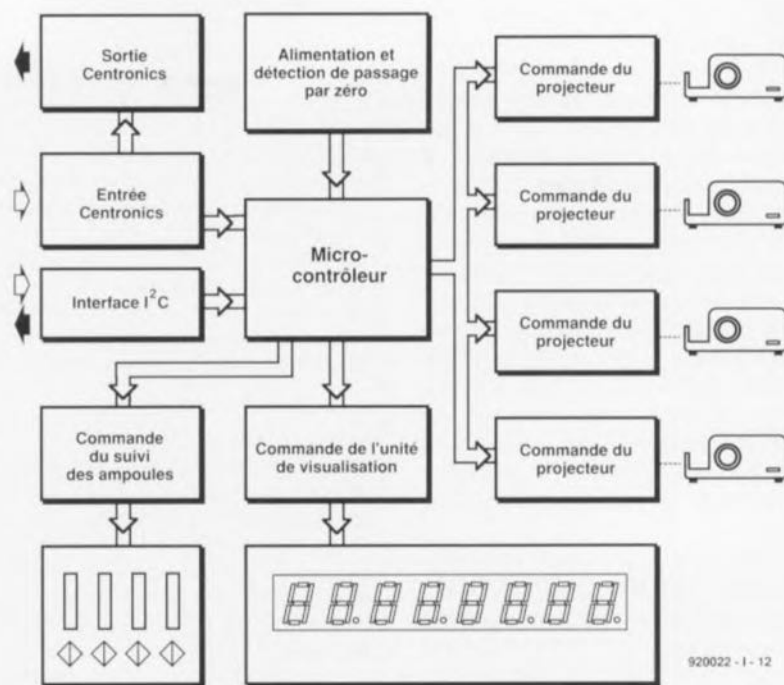 Sortie
Centronics
Alimentation et
détection de passage
par zéro
Commande du
projecteur
Entrée
Centronics
Commande du
projecteur
Micro-
contrôleur
Interface I²C
Commande du
projecteur
Commande
du suivi
des ampoules
Commande de l'unité
de visualisation
Commande du
projecteur
920022 - I - 12